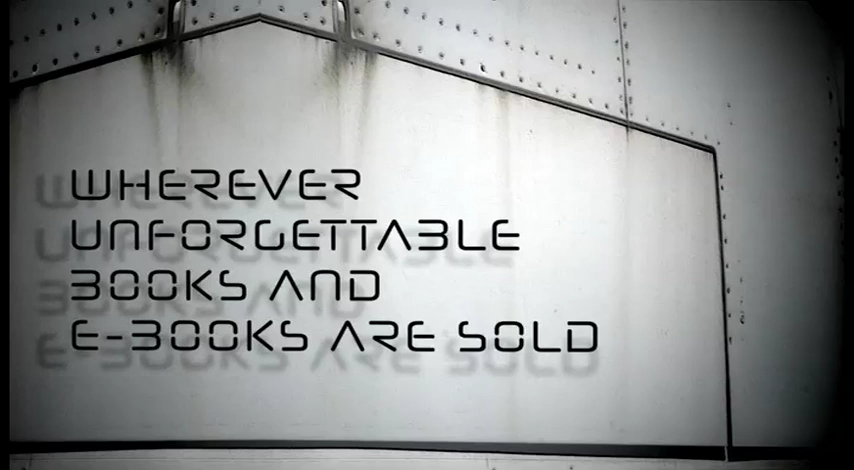 WHEREVER
UNFORGETTABLE
BOOKS AND
E-BOOKS ARE SOLD